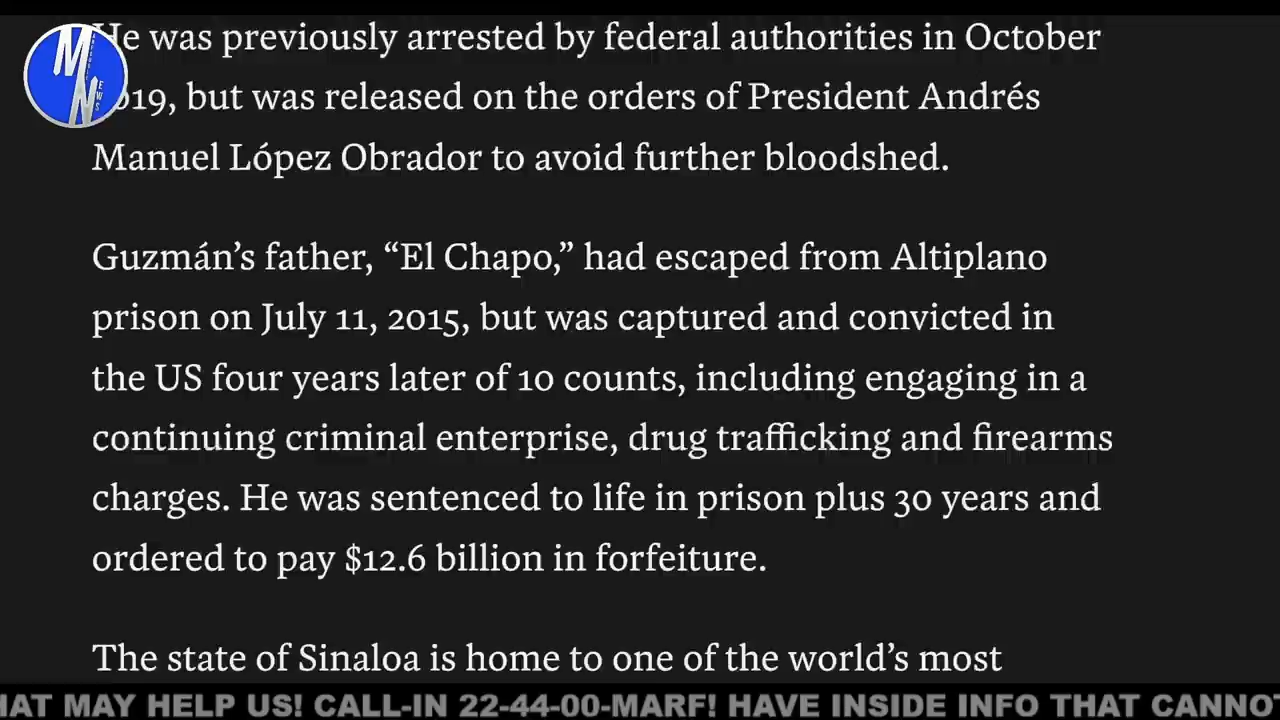 He was previously arrested by federal authorities in October
2019, but was released on the orders of President Andrés
Manuel López Obrador to avoid further bloodshed.
Guzmán’s father, “El Chapo,” had escaped from Altiplano
prison on July 11, 2015, but was captured and convicted in
the US four years later of 10 counts, including engaging in a
continuing criminal enterprise, drug trafficking and firearms
charges. He was sentenced to life in prison plus 30 years and
ordered to pay $12.6 billion in forfeiture.
The state of Sinaloa is home to one of the world’s most
HAT MAY HELP US! CALL-IN 22-44-00-MARF! HAVE INSIDE INFO THAT CANNOT